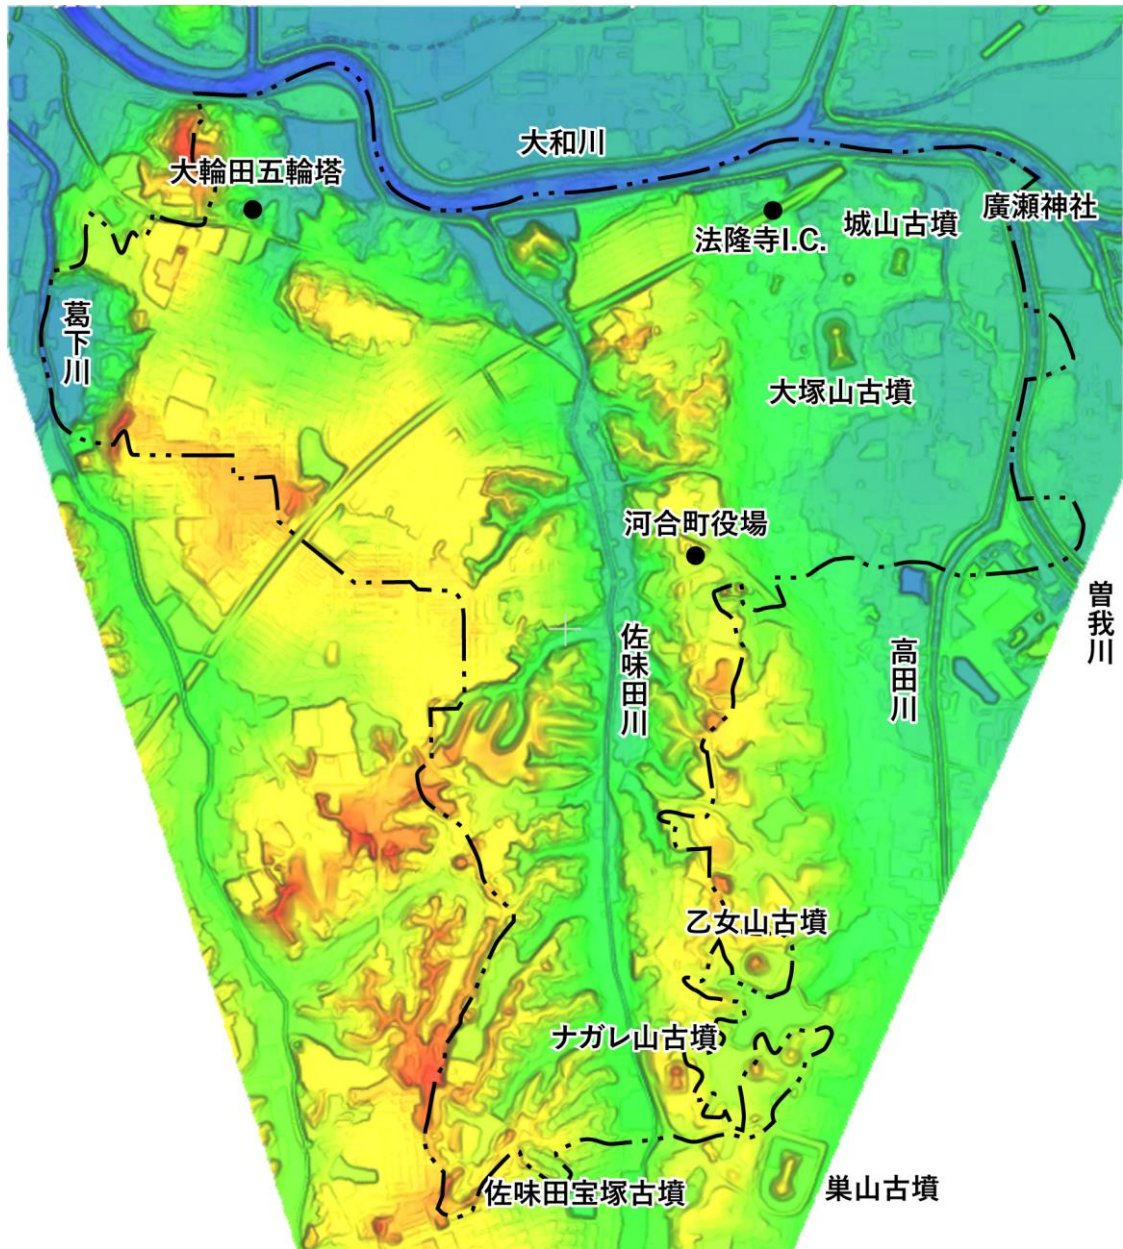 大和川
大輪田五輪塔
廣瀬神社
城山古墳
法隆寺I.C.
葛下川
大塚山古墳
河合町役場
曽我川
佐味田川
高田川
乙女山古墳
ナガレ山古墳
佐味田宝塚古墳
巣山古墳